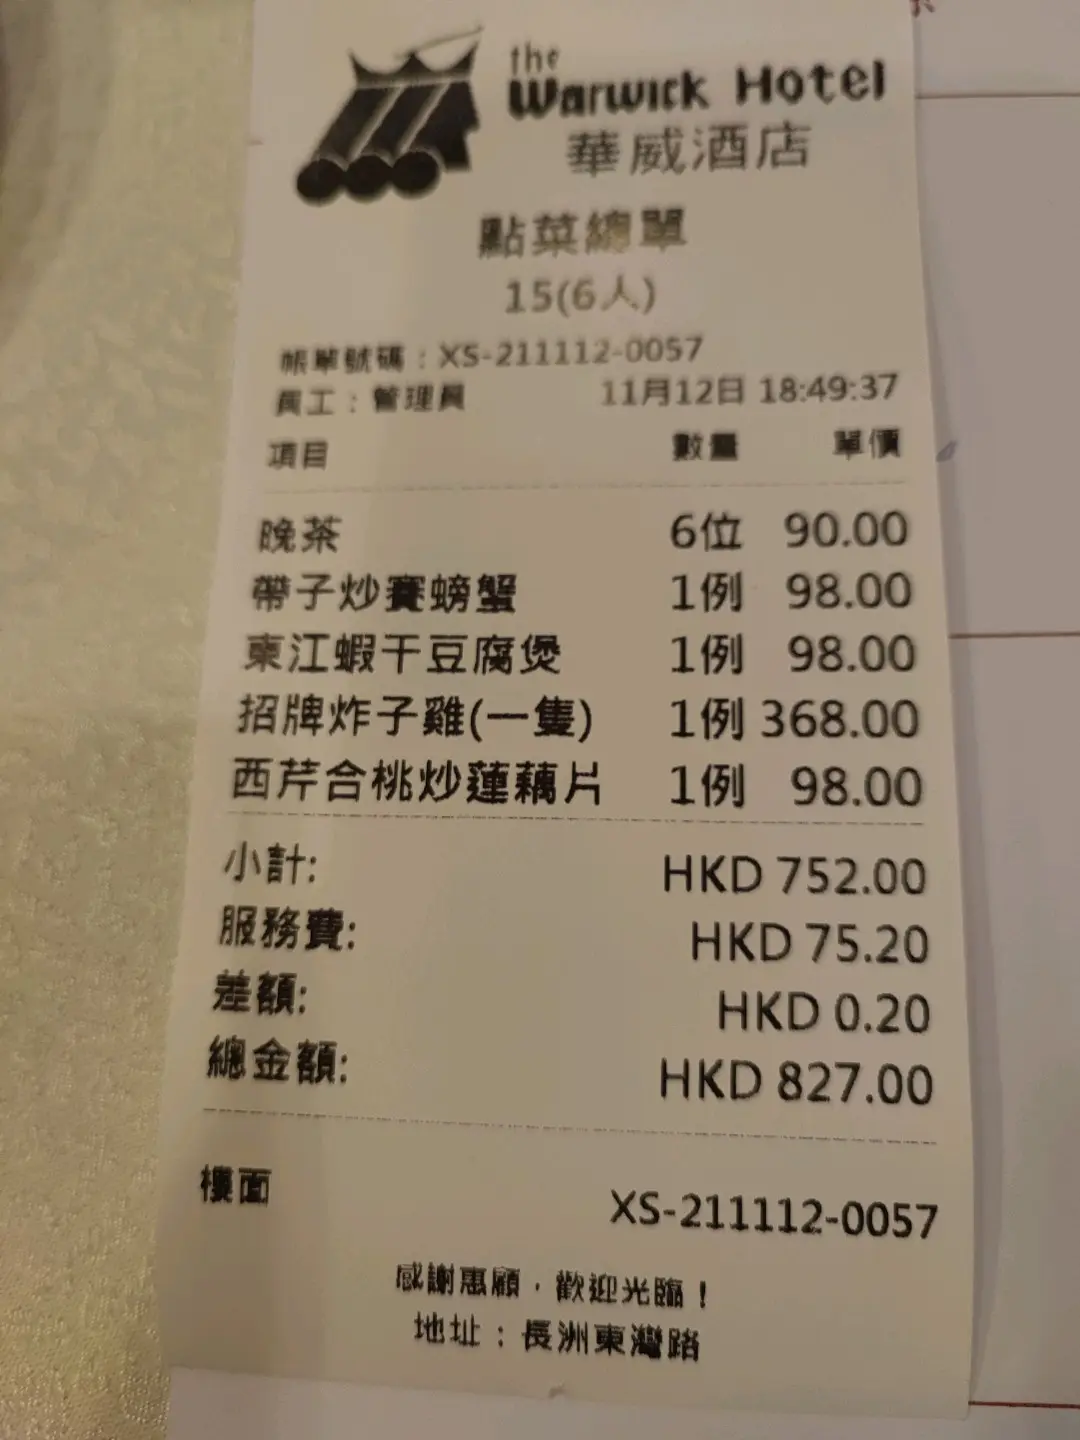 the
Warwick Hotel
華威酒店
點菜總單
15(6人)
帳單號碼：XS-211112-0057
員工：管理員 11月12日 18:49:37
項目 數量 單價
晚茶 6位 90.00
帶子炒賽螃蟹 1例 98.00
東江蝦干豆腐煲 1例 98.00
招牌炸子雞(一隻) 1例 368.00
西芹合桃炒蓮藕片 1例 98.00
小計: HKD 752.00
服務費: HKD 75.20
差額: HKD 0.20
總金額: HKD 827.00
樓面 XS-211112-0057
感謝惠顧，歡迎光臨！
地址：長洲東灣路